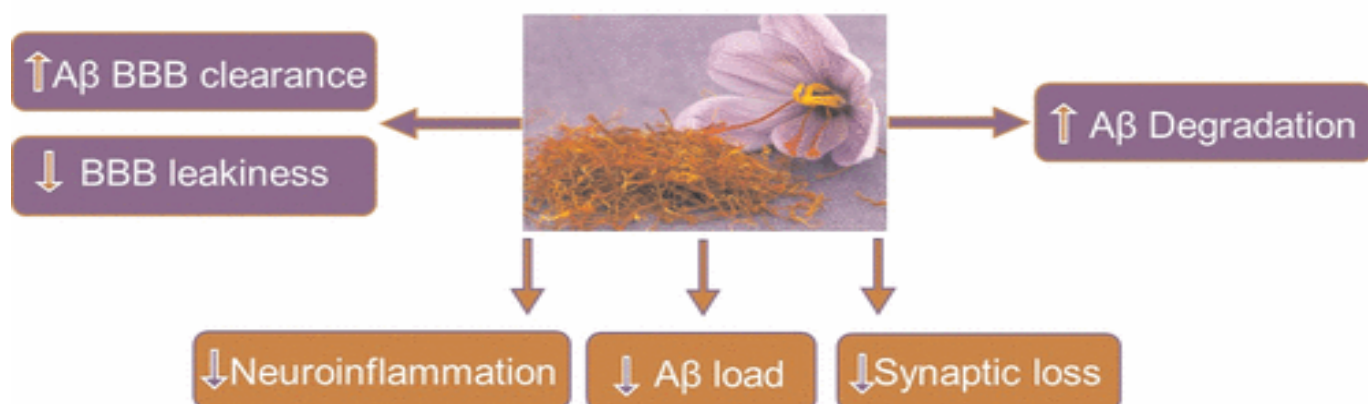 ↑Aβ BBB clearance
↓ BBB leakiness
↑ Aβ Degradation
↓Neuroinflammation
↓ Aβ load
↓Synaptic loss